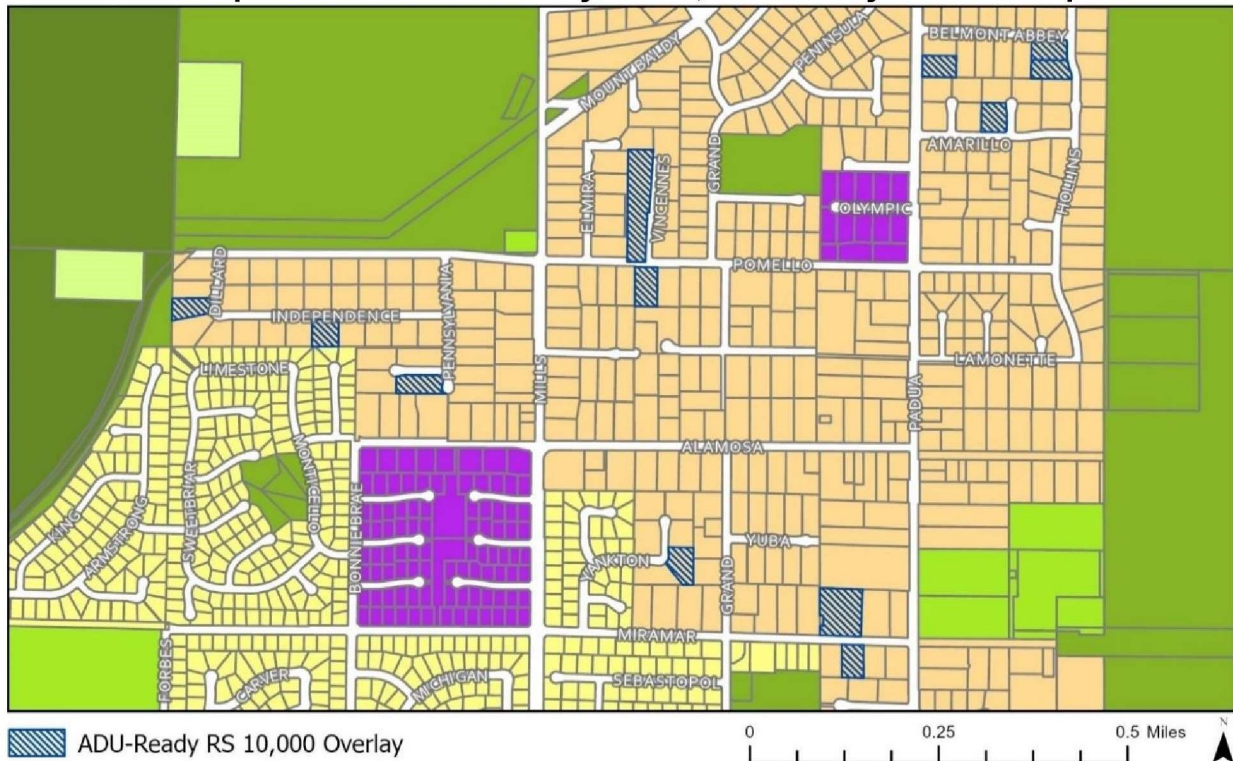 MOUNT BALDY
PENINSULA
BELMONT ABBEY
AMARILLO
ELMIRA
VINCENNES
GRAND
OLYMPIC
HOLLINS
DILLARD
POMELLO
INDEPENDENCE
PENNSYLVANIA
LIMESTONE
MILLS
LAMONETTE
PADUA
ALAMOSA
MONTICELLO
SWEETBRIAR
KING
ARMSTRONG
BONNIE BRAE
YANKTON
YUBA
GRAND
MIRAMAR
FORBES
CARVER
MICHIGAN
SEBASTOPOL
ADU-Ready RS 10,000 Overlay
0 0.25 0.5 Miles
N